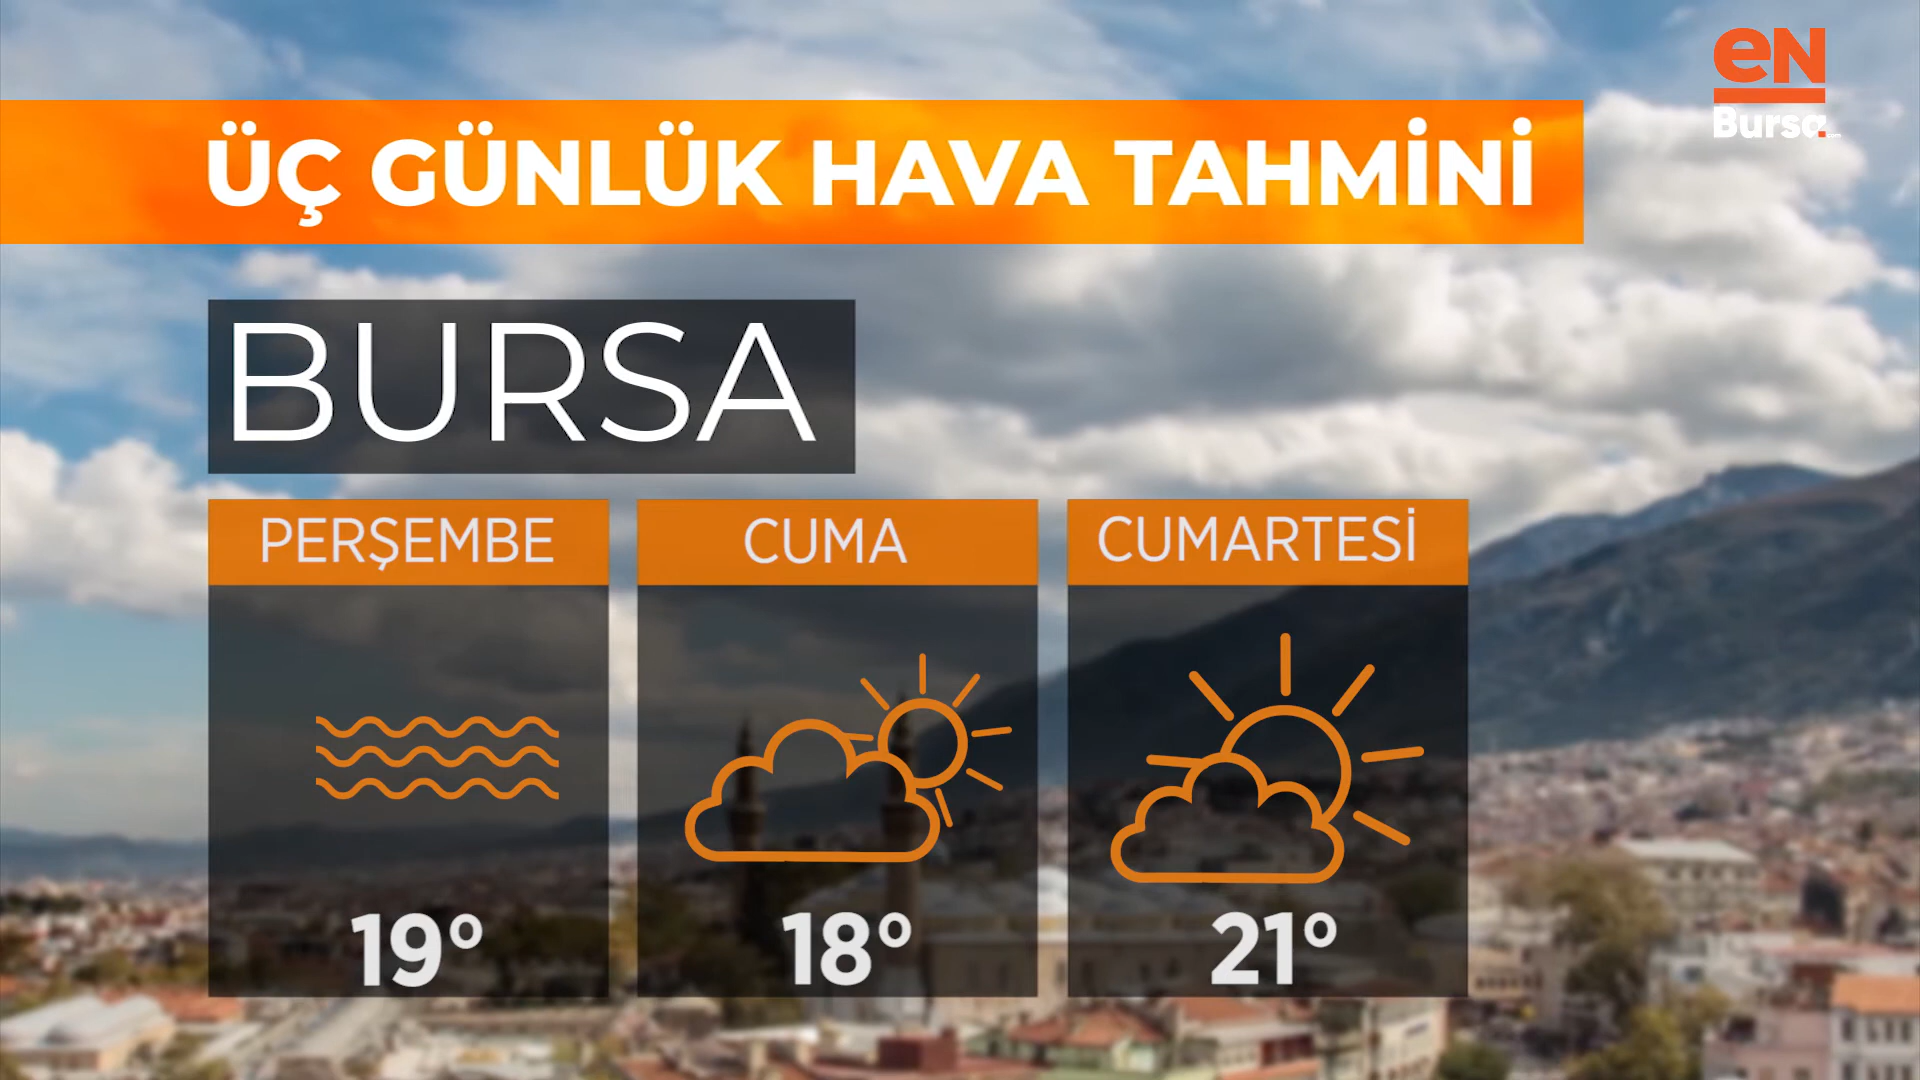 eN
Bursa
ÜÇ GÜNLÜK HAVA TAHMİNİ
BURSA
PERŞEMBE
CUMA
CUMARTESİ
19°
18°
21°